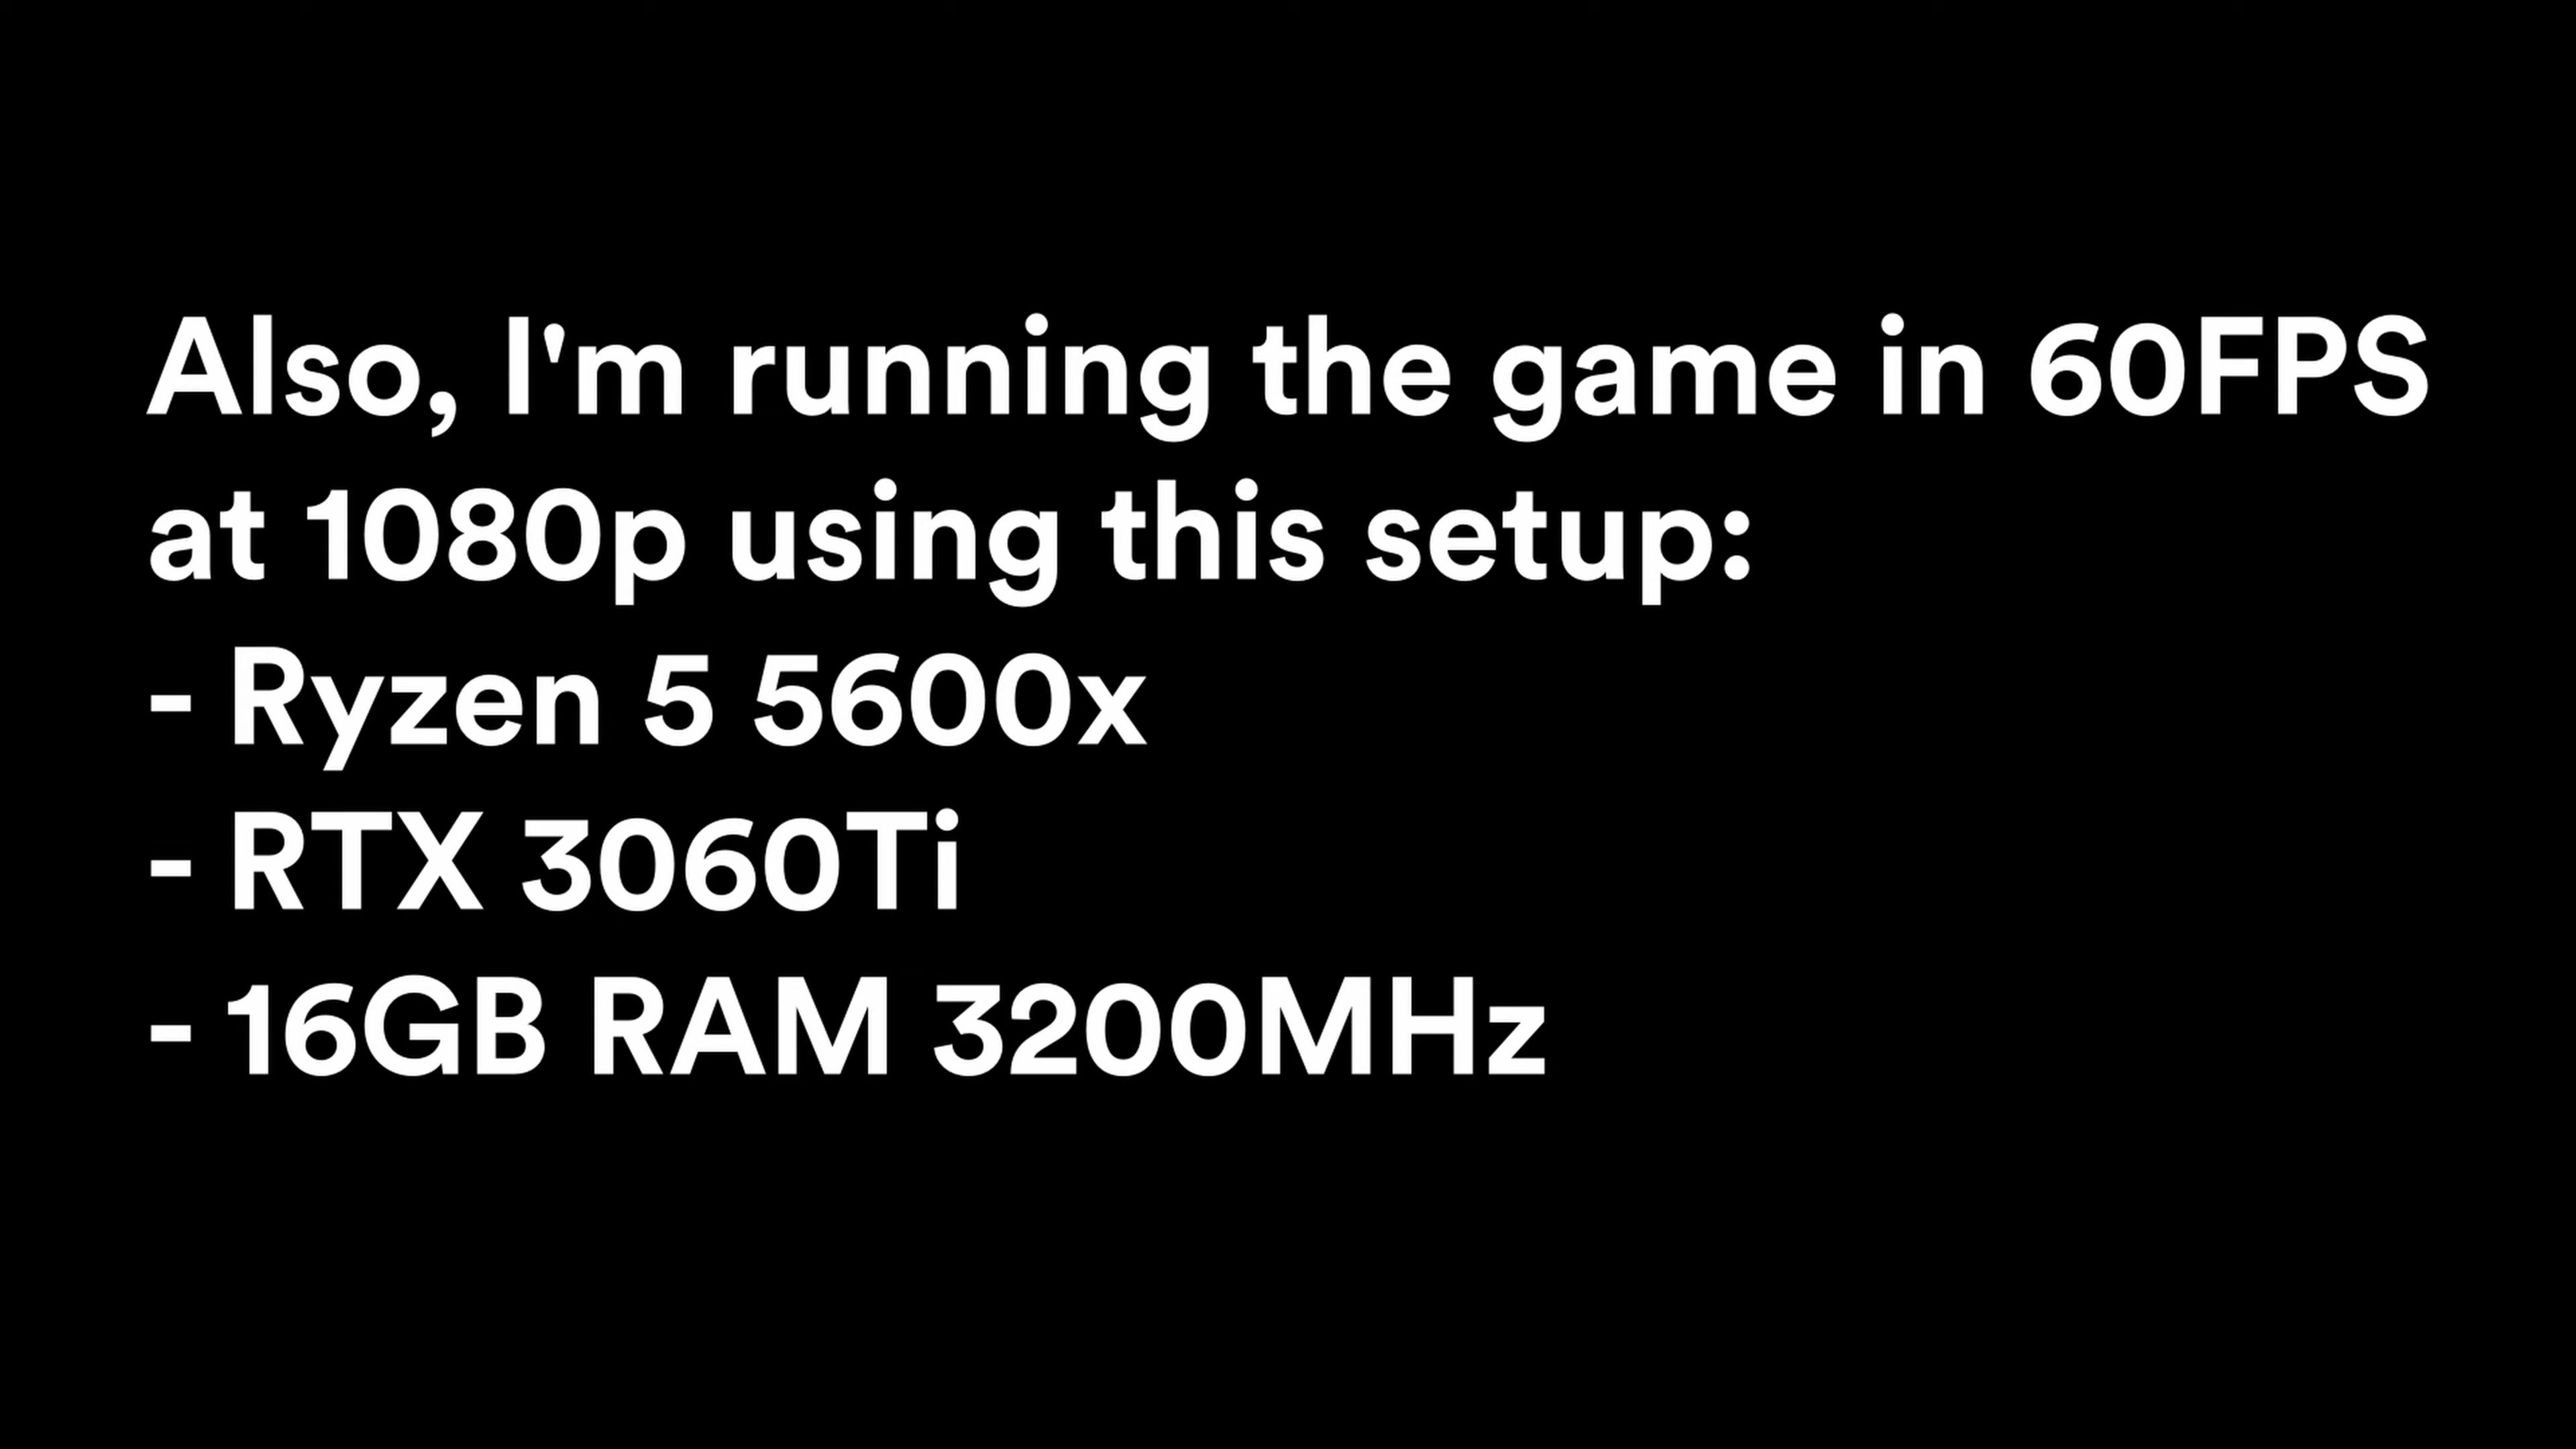 Also, I'm running the game in 60FPS
at 1080p using this setup:
- Ryzen 5 5600x
- RTX 3060Ti
- 16GB RAM 3200MHz